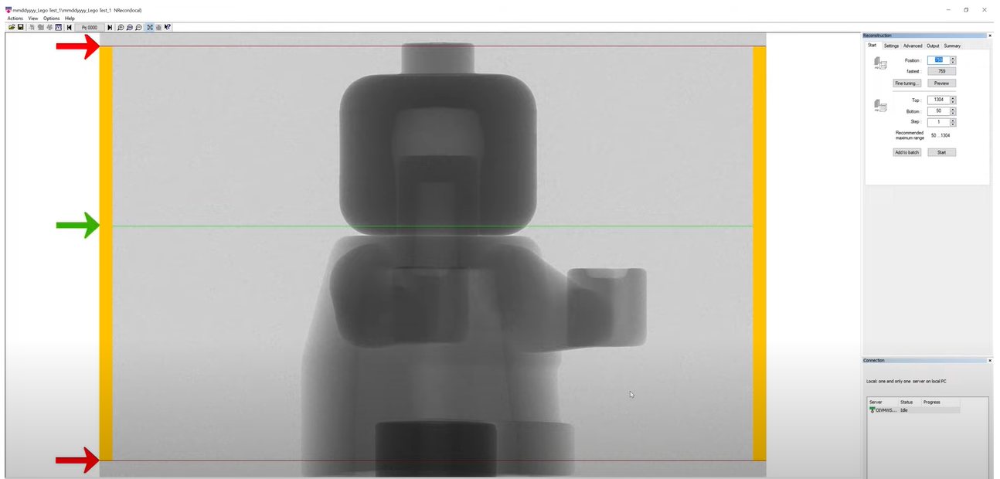 mmddyyyy_Lego Test_1\mmddyyyy_Lego Test_1 NRecon(local)
Actions View Options Help
Prj 0000
Reconstruction
Start Settings Advanced Output Summary
Position : 759
fastest : 759
Fine tuning... Preview
Top : 1304
Bottom : 50
Step : 1
Recommended
maximum range 50 ...1304
Add to batch Start
Connection
Local: one and only one server on local PC
Server Status Progress
Idle